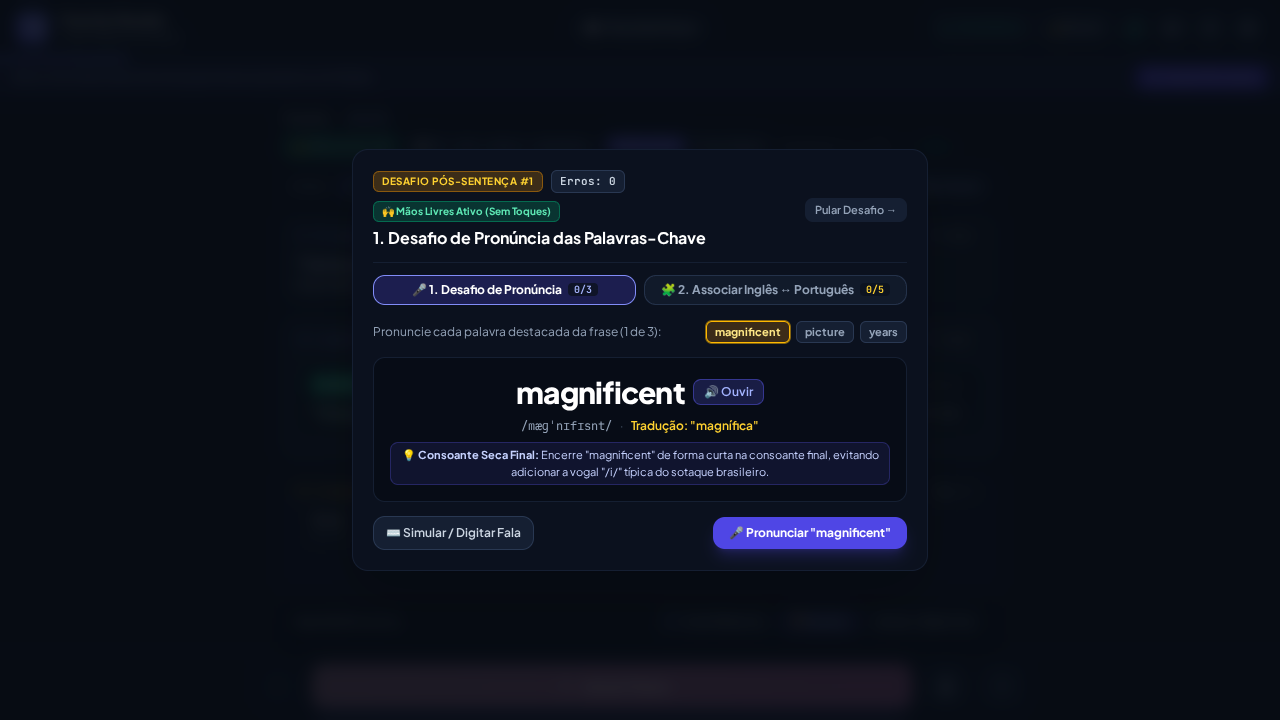 DESAFIO PÓS-SENTENÇA #1
Erros: 0
🙌 Mãos Livres Ativo (Sem Toques)
Pular Desafio →
1. Desafio de Pronúncia das Palavras-Chave
🎤 1. Desafio de Pronúncia 0/3
🧩 2. Associar Inglês ↔ Português 0/5
Pronuncie cada palavra destacada da frase (1 de 3):
magnificent
picture
years
magnificent
🔊 Ouvir
/mæɡˈnɪfɪsnt/ · Tradução: "magnífica"
💡 Consoante Seca Final: Encerre "magnificent" de forma curta na consoante final, evitando
adicionar a vogal "/i/" típica do sotaque brasileiro.
⌨️ Simular / Digitar Fala
🎤 Pronunciar "magnificent"